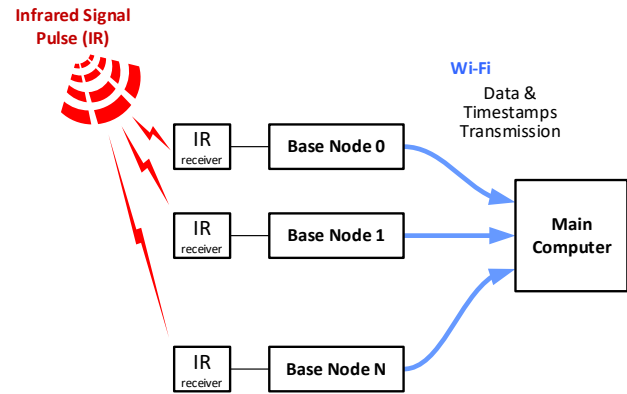 Infrared Signal
Pulse (IR)
Wi-Fi
Data &
Timestamps
Transmission
IR
receiver
Base Node 0
IR
receiver
Base Node 1
Main
Computer
IR
receiver
Base Node N